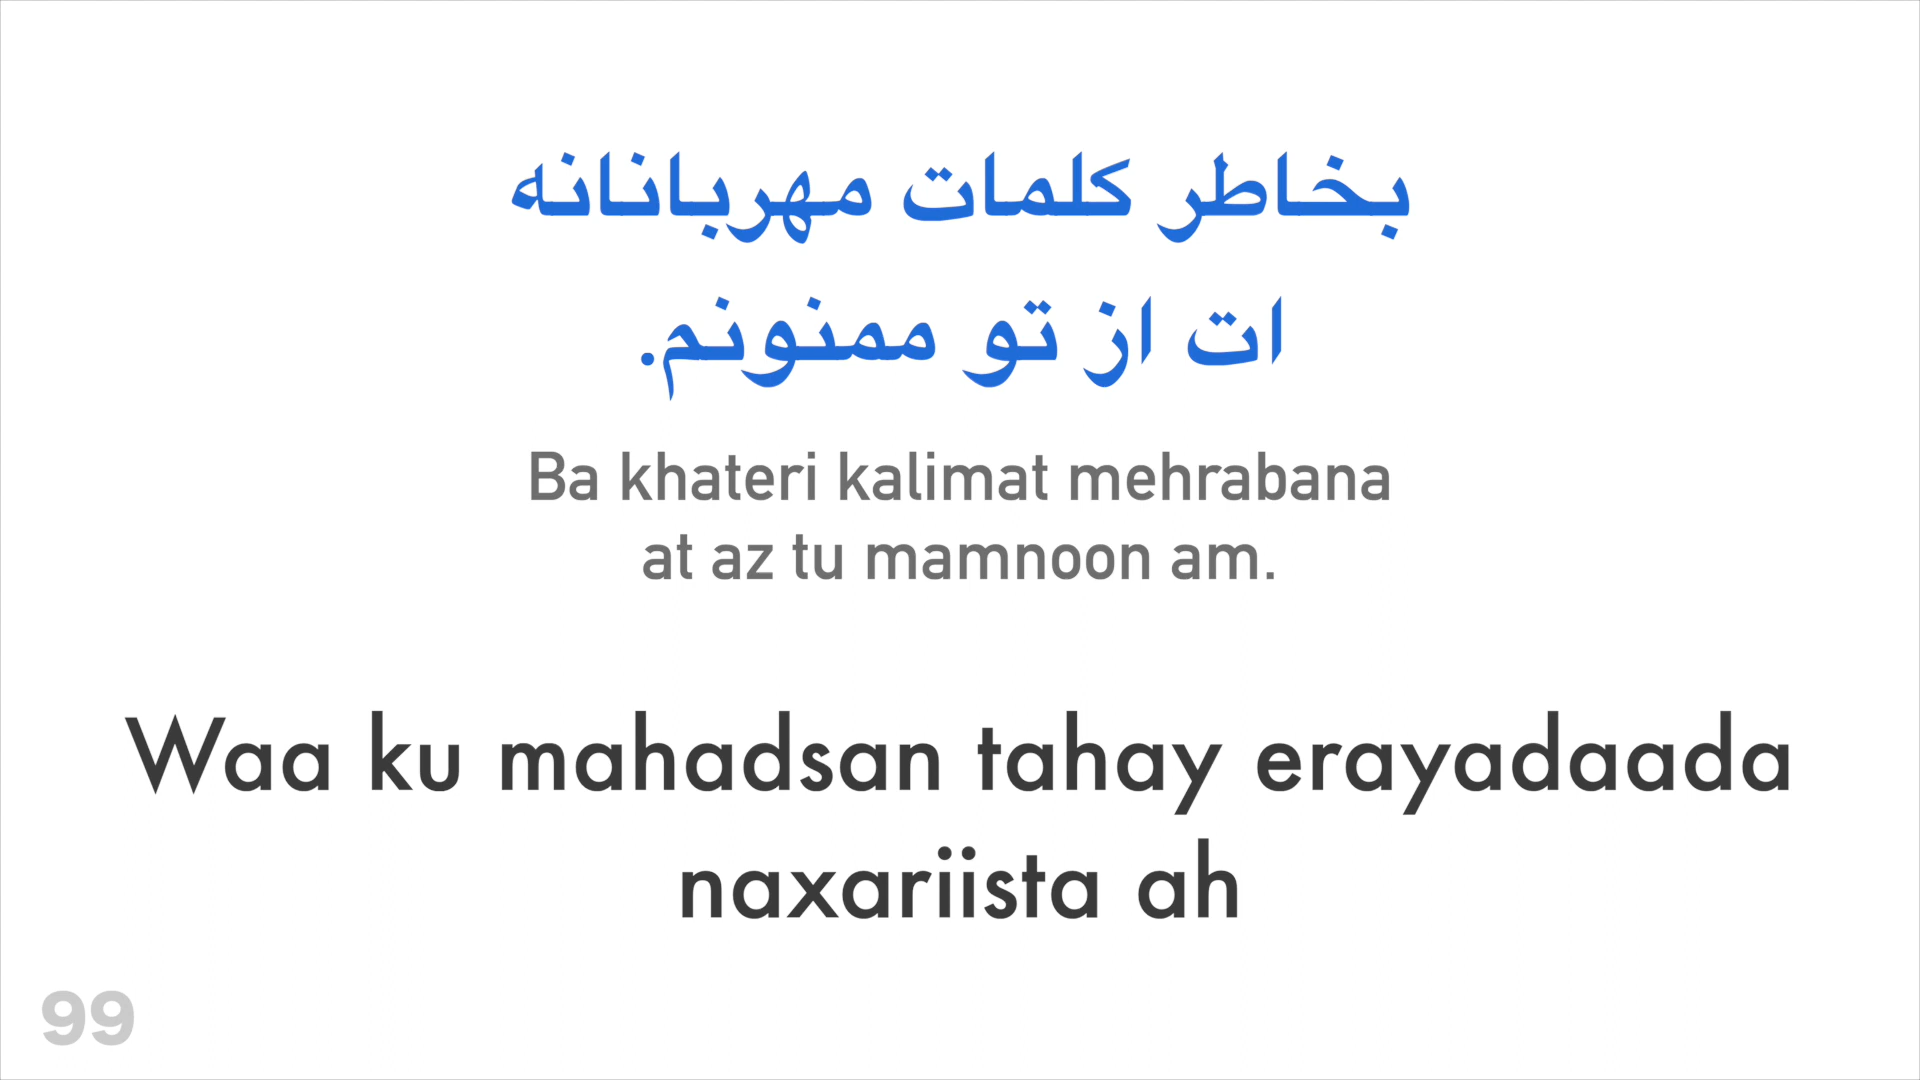 بخاطر کلمات مهربانانه
ات از تو ممنونم.
Ba khateri kalimat mehrabana
at az tu mamnoon am.
Waa ku mahadsan tahay erayadaada
naxariista ah
99